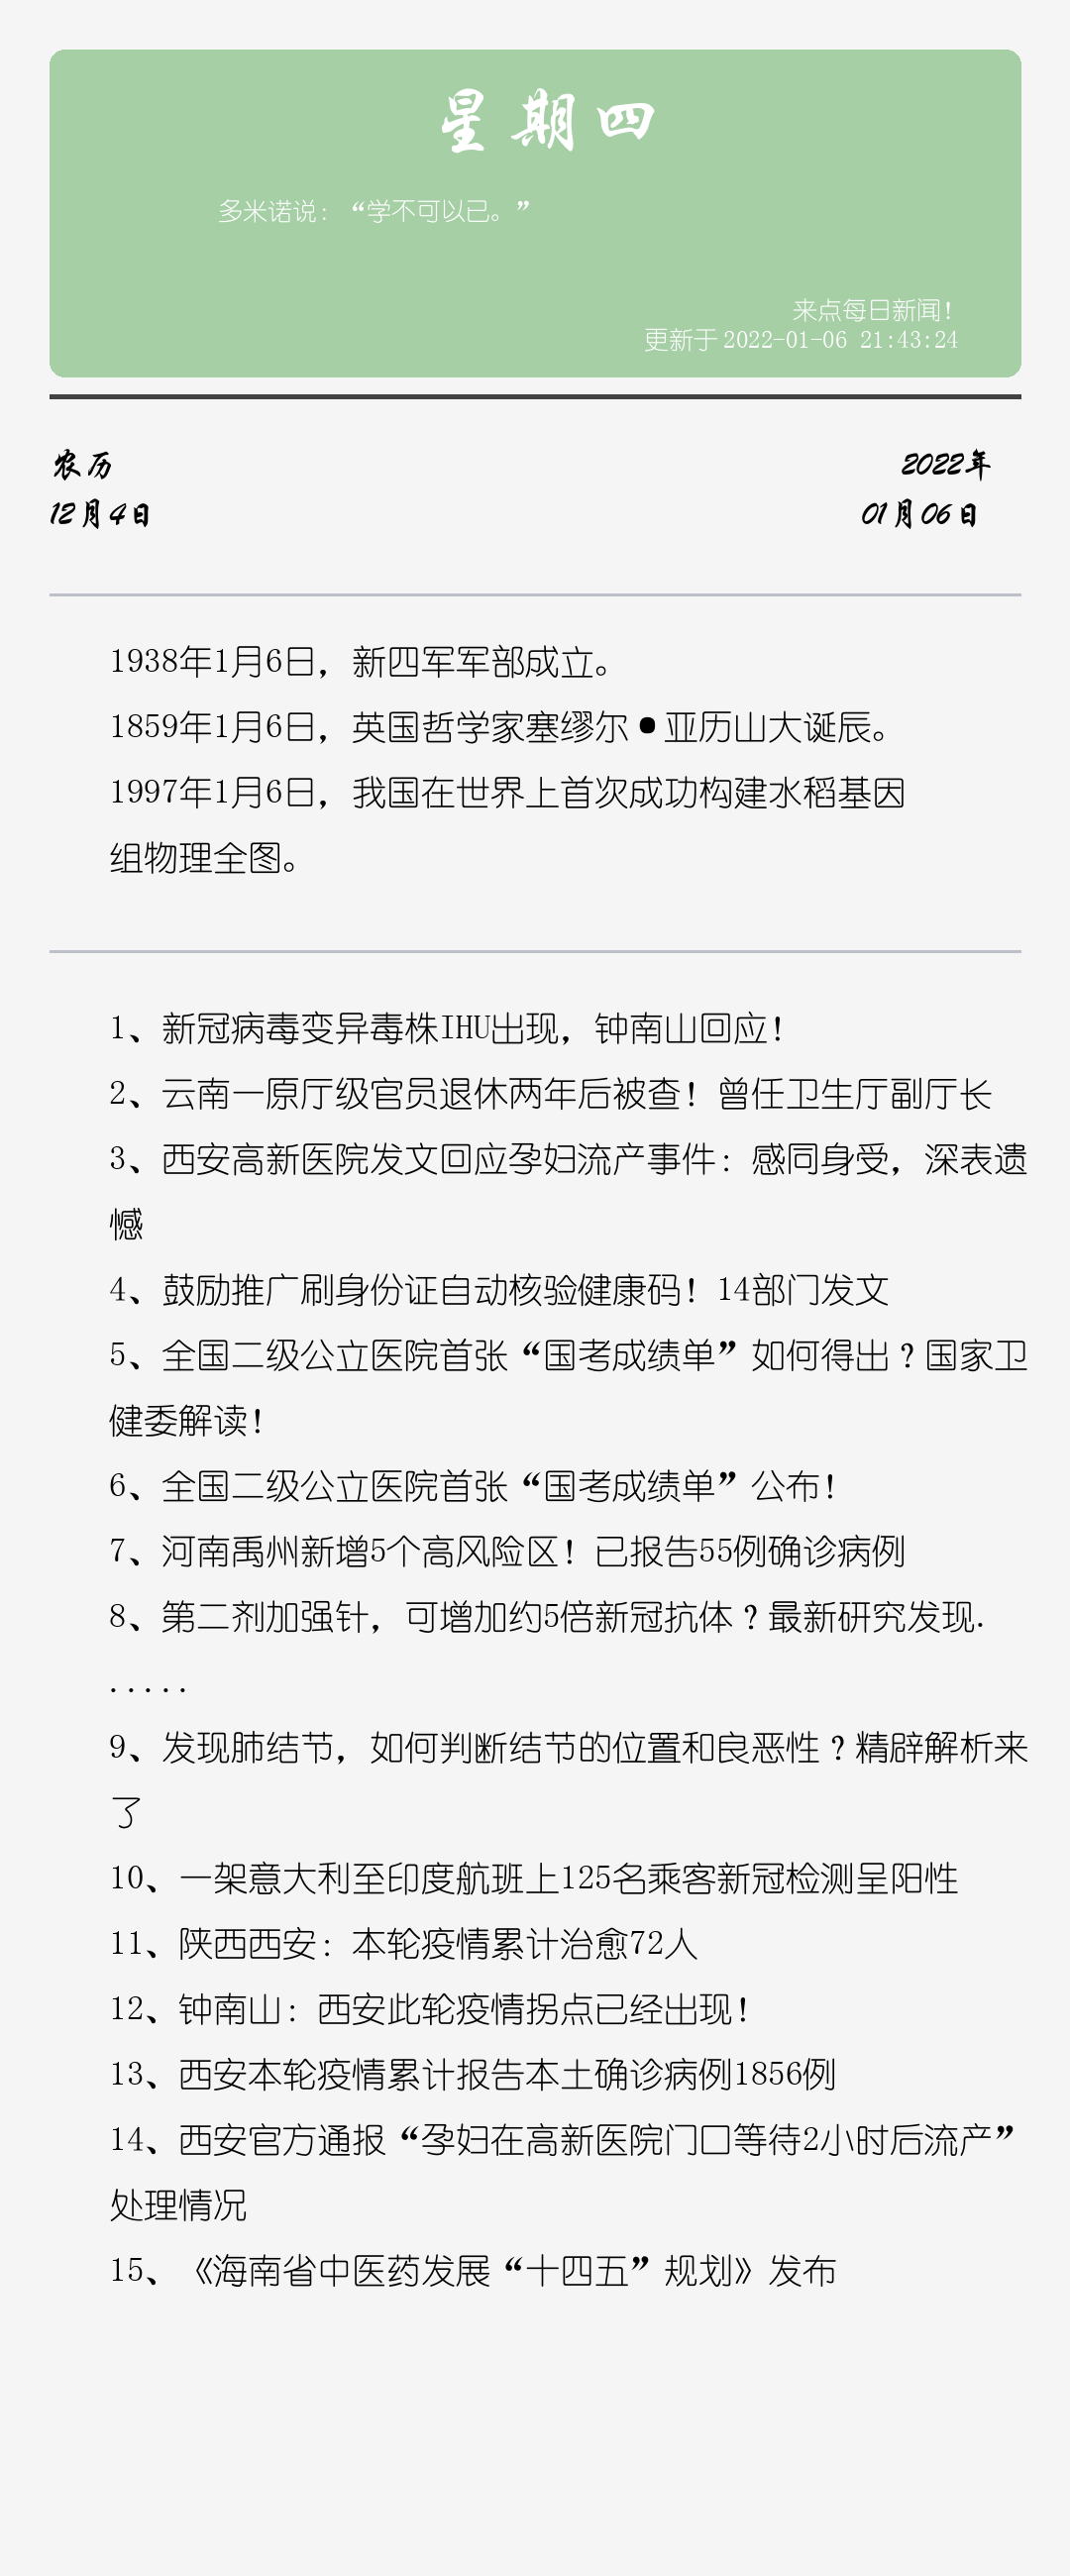 星期四
多米诺说：“学不可以已。”
来点每日新闻！
更新于 2022-01-06 21:43:24
农历
2022年
12月4日
01月06日
1938年1月6日，新四军军部成立。
1859年1月6日，英国哲学家塞缪尔•亚历山大诞辰。
1997年1月6日，我国在世界上首次成功构建水稻基因
组物理全图。
1、新冠病毒变异毒株IHU出现，钟南山回应！
2、云南一原厅级官员退休两年后被查！曾任卫生厅副厅长
3、西安高新医院发文回应孕妇流产事件：感同身受，深表遗
憾
4、鼓励推广刷身份证自动核验健康码！14部门发文
5、全国二级公立医院首张“国考成绩单”如何得出？国家卫
健委解读！
6、全国二级公立医院首张“国考成绩单”公布！
7、河南禹州新增5个高风险区！已报告55例确诊病例
8、第二剂加强针，可增加约5倍新冠抗体？最新研究发现.
.....
9、发现肺结节，如何判断结节的位置和良恶性？精辟解析来
了
10、一架意大利至印度航班上125名乘客新冠检测呈阳性
11、陕西西安：本轮疫情累计治愈72人
12、钟南山：西安此轮疫情拐点已经出现！
13、西安本轮疫情累计报告本土确诊病例1856例
14、西安官方通报“孕妇在高新医院门口等待2小时后流产”
处理情况
15、《海南省中医药发展“十四五”规划》发布